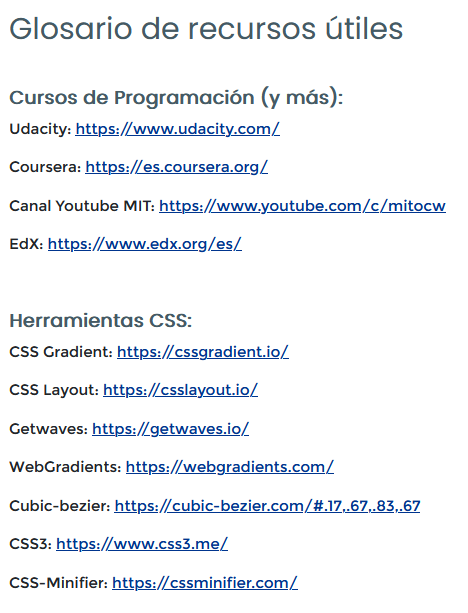 Glosario de recursos útiles
Cursos de Programación (y más):
Udacity: https://www.udacity.com/
Coursera: https://es.coursera.org/
Canal Youtube MIT: https://www.youtube.com/c/mitocw
EdX: https://www.edx.org/es/
Herramientas CSS:
CSS Gradient: https://cssgradient.io/
CSS Layout: https://csslayout.io/
Getwaves: https://getwaves.io/
WebGradients: https://webgradients.com/
Cubic-bezier: https://cubic-bezier.com/#.17,.67,.83,.67
CSS3: https://www.css3.me/
CSS-Minifier: https://cssminifier.com/